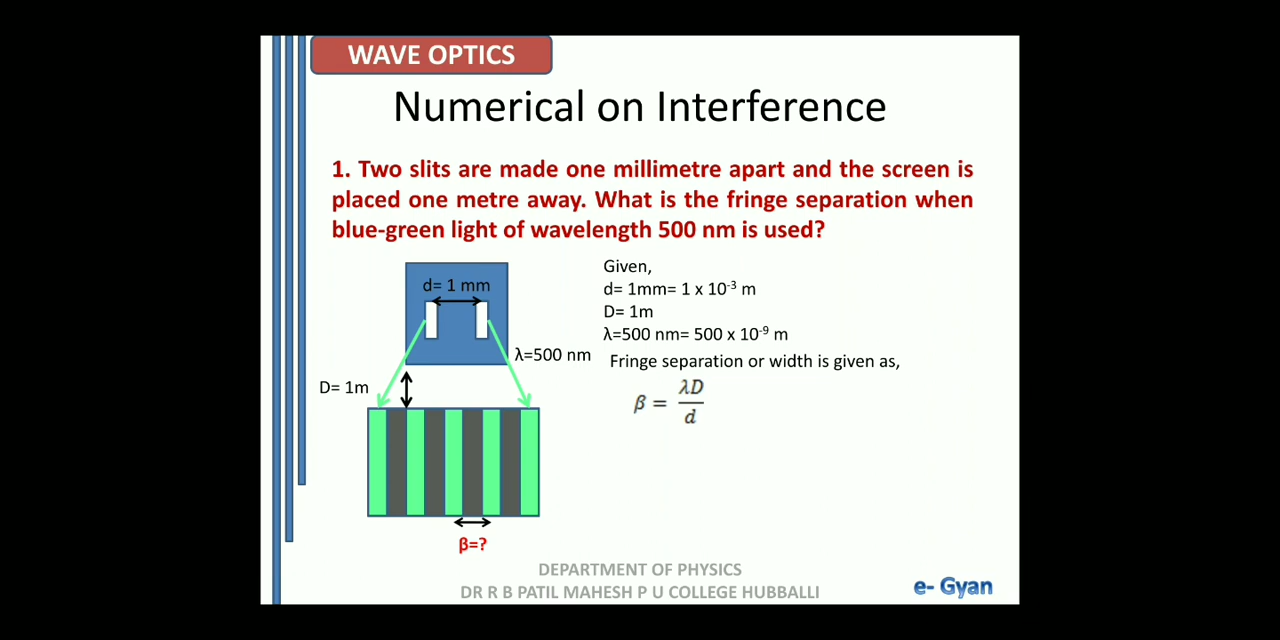 WAVE OPTICS
Numerical on Interference
1. Two slits are made one millimetre apart and the screen is
placed one metre away. What is the fringe separation when
blue-green light of wavelength 500 nm is used?
d= 1 mm
λ=500 nm
D= 1m
β=?
Given,
d= 1mm= 1 x 10⁻³ m
D= 1m
λ=500 nm= 500 x 10⁻⁹ m
Fringe separation or width is given as,
β = λD/d
DEPARTMENT OF PHYSICS
DR R B PATIL MAHESH P U COLLEGE HUBBALLI
e- Gyan